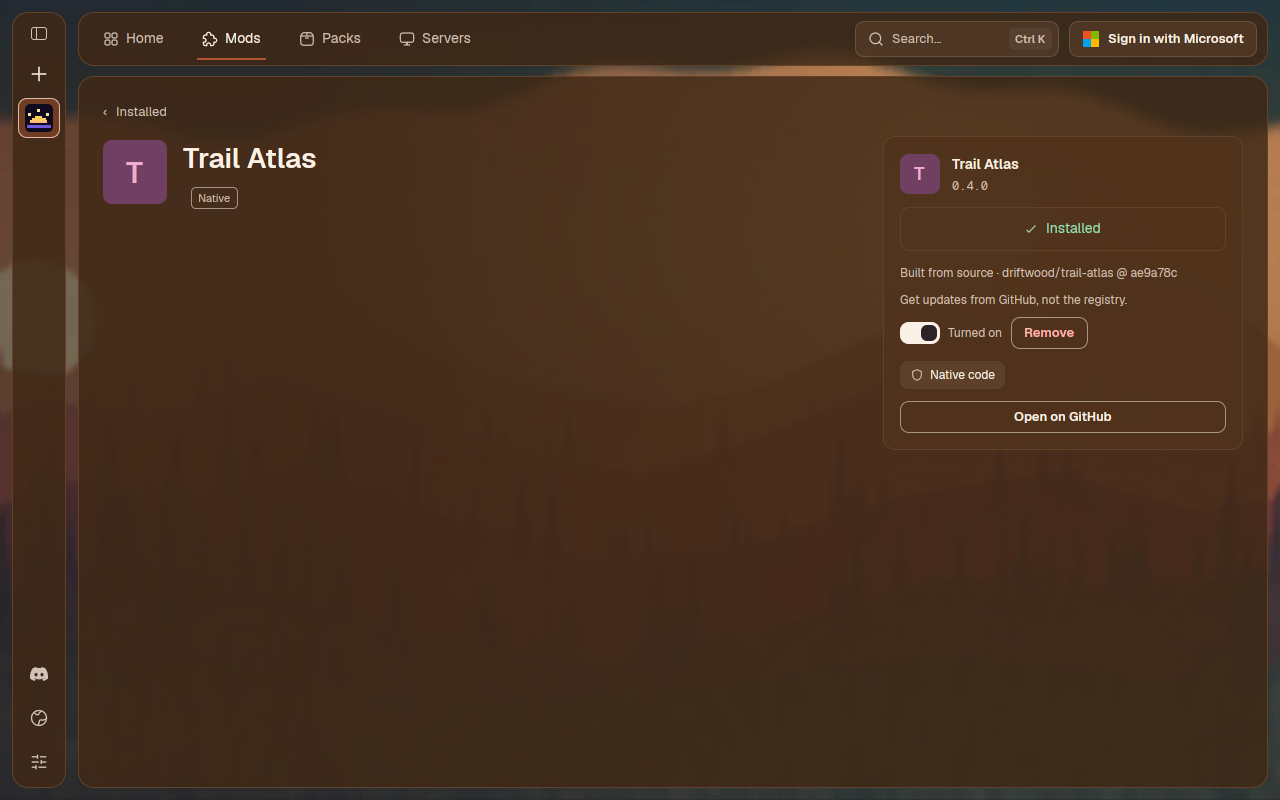 Home
Mods
Packs
Servers
Search...
Ctrl K
Sign in with Microsoft
‹ Installed
T
Trail Atlas
Native
T
Trail Atlas
0.4.0
Installed
Built from source · driftwood/trail-atlas @ ae9a78c
Get updates from GitHub, not the registry.
Turned on
Remove
Native code
Open on GitHub